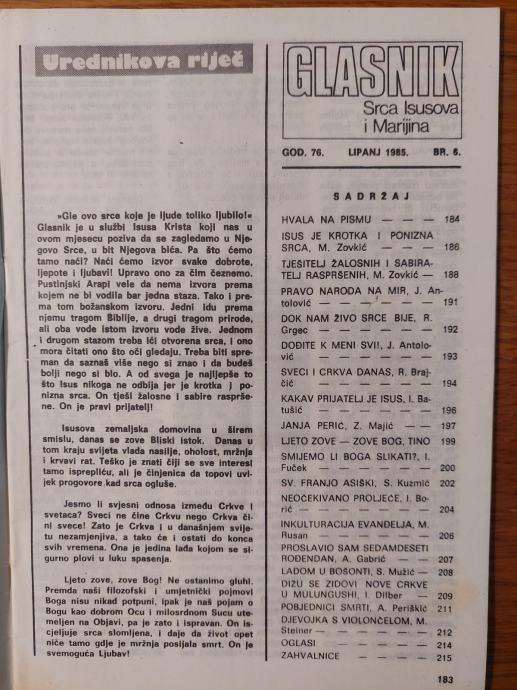 Urednikova riječ
»Gle ovo srce koje je ljude toliko ljubilo!«
Glasnik je u službi Isusa Krista koji nas u
ovom mjesecu poziva da se zagledamo u Nje-
govo Srce, u bit Njegova bića. Pa što ćemo
tamo naći? Naći ćemo izvor svake dobrote,
ljepote i ljubavi! Upravo ono za čim čeznemo.
Pustinjski Arapi vele da nema izvora prema
kojem ne bi vodila bar jedna staza. Tako i pre-
ma tom božanskom izvoru. Jedni idu prema
njemu tragom Biblije, a drugi tragom prirode,
ali oba vode istom izvoru vode žive. Jednom
i drugom stazom treba ići otvorena srca, i ono
mora čitati ono što oči gledaju. Treba biti spre-
man da saznaš više nego si znao i da budeš
bolji nego si bio. A od svega je najljepše to
što Isus nikoga ne odbija jer je krotka i po-
nizna srca. On tješi žalosne i sabire rasprše-
ne. On je pravi prijatelj!
Isusova zemaljska domovina u širem
smislu, danas se zove Bliski istok. Danas u
tom kraju svijeta vlada nasilje, oholost, mržnja
i krvavi rat. Teško je znati čiji se sve interesi
tamo isprepliću, ali je činjenica da topovi uvi-
jek progovore kad srca ogluše.
Jesmo li svjesni odnosa između Crkve i
svetaca? Sveci ne čine Crkvu nego Crkva či-
ni svece! Zato je Crkva i u današnjem svije-
tu nezamjenjiva, a tako će i ostati do konca
svih vremena. Ona je jedina lađa kojom se si-
gurno plovi u luku spasenja.
Ljeto zove, zove Bog! Ne ostanimo gluhi.
Premda naši filozofski i umjetnički pojmovi
Boga nisu nikad potpuni, ipak je naš pojam o
Bogu kao dobrom Ocu i milosrdnom Sucu ute-
meljen na Objavi, pa je zato i ispravan. On is-
cjeljuje srca slomljena, i daje da život opet
niče tamo gdje je mržnja posijala smrt. On je
svemoguća Ljubav!
GLASNIK
Srca Isusova
i Marijina
GOD. 76. LIPANJ 1985. BR. 6.
SADRŽAJ
HVALA NA PISMU — — — 184
ISUS JE KROTKA I PONIZNA
SRCA, M. Zovkić — — — 186
TJEŠITELJ ŽALOSNIH I SABIRA-
TELJ RASPRŠENIH, M. Zovkić — 188
PRAVO NARODA NA MIR, J. An-
tolović — — — — — 191
DOK NAM ŽIVO SRCE BIJE, R.
Grgec — — — — — 192
DOĐITE K MENI SVI!, J. Antolo-
vić — — — — — 193
SVECI I CRKVA DANAS, R. Braj-
čić — — — — — 194
KAKAV PRIJATELJ JE ISUS, I. Ba-
tušić — — — — — 196
JANJA PERIĆ, Z. Majić — — 197
LJETO ZOVE — ZOVE BOG, TINO 199
SMIJEMO LI BOGA SLIKATI?, I.
Fuček — — — — — 200
SV. FRANJO ASIŠKI, S. Kuzmić 202
NEOČEKIVANO PROLJEĆE, I. Bo-
rić — — — — — 204
INKULTURACIJA EVANĐELJA, M.
Rusan — — — — — 206
PROSLAVIO SAM SEDAMDESETI
ROĐENDAN, A. Gabrić — — 207
LAĐOM U BOSONTI, S. Mužić — 208
DIŽU SE ZIDOVI NOVE CRKVE
U MULUNGUSHI, I. Dilber — 209
POBJEDNICI SMRTI, A. Periškić 211
DJEVOJKA S VIOLONČELOM, M.
Steiner — — — — — 212
OGLASI — — — — — 214
ZAHVALNICE — — — — 215
183